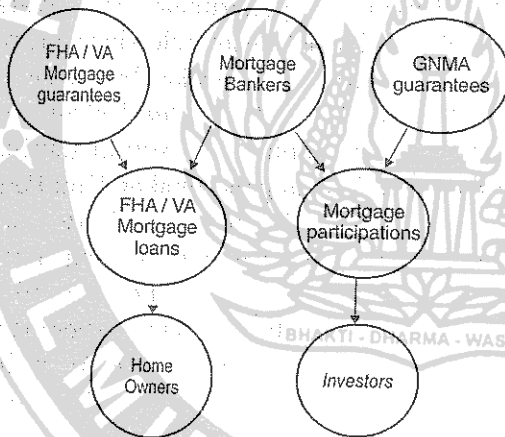 FHA / VA
Mortgage
guarantees
Mortgage
Bankers
GNMA
guarantees
FHA / VA
Mortgage
loans
Mortgage
participations
Home
Owners
Investors
BHAKTI - DHARMA - WAS
ILM